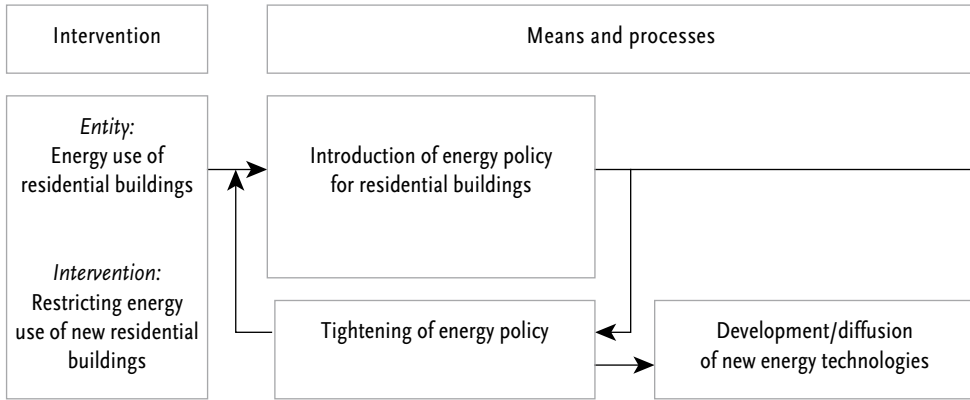 Intervention
Means and processes
Entity:
Energy use of
residential buildings
Intervention:
Restricting energy
use of new residential
buildings
Introduction of energy policy
for residential buildings
Tightening of energy policy
Development/diffusion
of new energy technologies